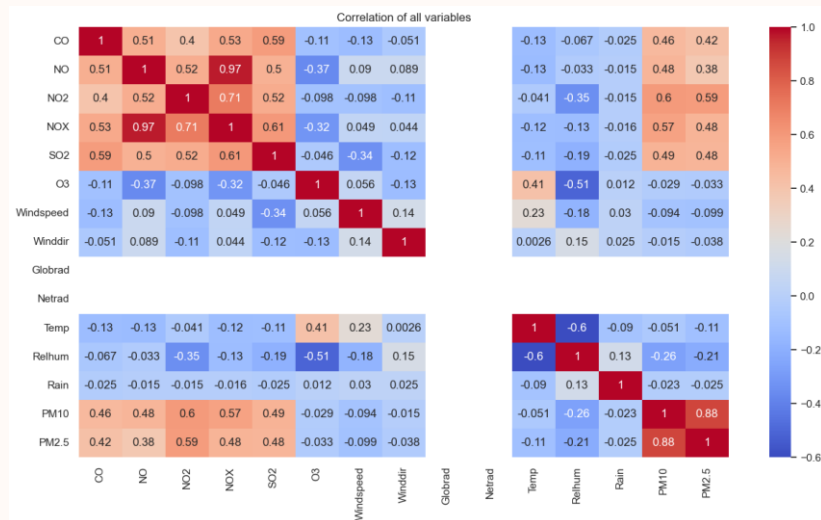 Correlation of all variables
CO 1 0.51 0.4 0.53 0.59 -0.11 -0.13 -0.051 -0.13 -0.067 -0.025 0.46 0.42
NO 0.51 1 0.52 0.97 0.5 -0.37 0.09 0.089 -0.13 -0.033 -0.015 0.48 0.38
NO2 0.4 0.52 1 0.71 0.52 -0.098 -0.098 -0.11 -0.041 -0.35 -0.015 0.6 0.59
NOX 0.53 0.97 0.71 1 0.61 -0.32 0.049 0.044 -0.12 -0.13 -0.016 0.57 0.48
SO2 0.59 0.5 0.52 0.61 1 -0.046 -0.34 -0.12 -0.11 -0.19 -0.025 0.49 0.48
O3 -0.11 -0.37 -0.098 -0.32 -0.046 1 0.056 -0.13 0.41 -0.51 0.012 -0.029 -0.033
Windspeed -0.13 0.09 -0.098 0.049 -0.34 0.056 1 0.14 0.23 -0.18 0.03 -0.094 -0.099
Winddir -0.051 0.089 -0.11 0.044 -0.12 -0.13 0.14 1 0.0026 0.15 0.025 -0.015 -0.038
Globrad
Netrad
Temp -0.13 -0.13 -0.041 -0.12 -0.11 0.41 0.23 0.0026 1 -0.6 -0.09 -0.051 -0.11
Relhum -0.067 -0.033 -0.35 -0.13 -0.19 -0.51 -0.18 0.15 -0.6 1 0.13 -0.26 -0.21
Rain -0.025 -0.015 -0.015 -0.016 -0.025 0.012 0.03 0.025 -0.09 0.13 1 -0.023 -0.025
PM10 0.46 0.48 0.6 0.57 0.49 -0.029 -0.094 -0.015 -0.051 -0.26 -0.023 1 0.88
PM2.5 0.42 0.38 0.59 0.48 0.48 -0.033 -0.099 -0.038 -0.11 -0.21 -0.025 0.88 1
CO NO NO2 NOX SO2 O3 Windspeed Winddir Globrad Netrad Temp Relhum Rain PM10 PM2.5
1.0
0.8
0.6
0.4
0.2
0.0
−0.2
−0.4
−0.6